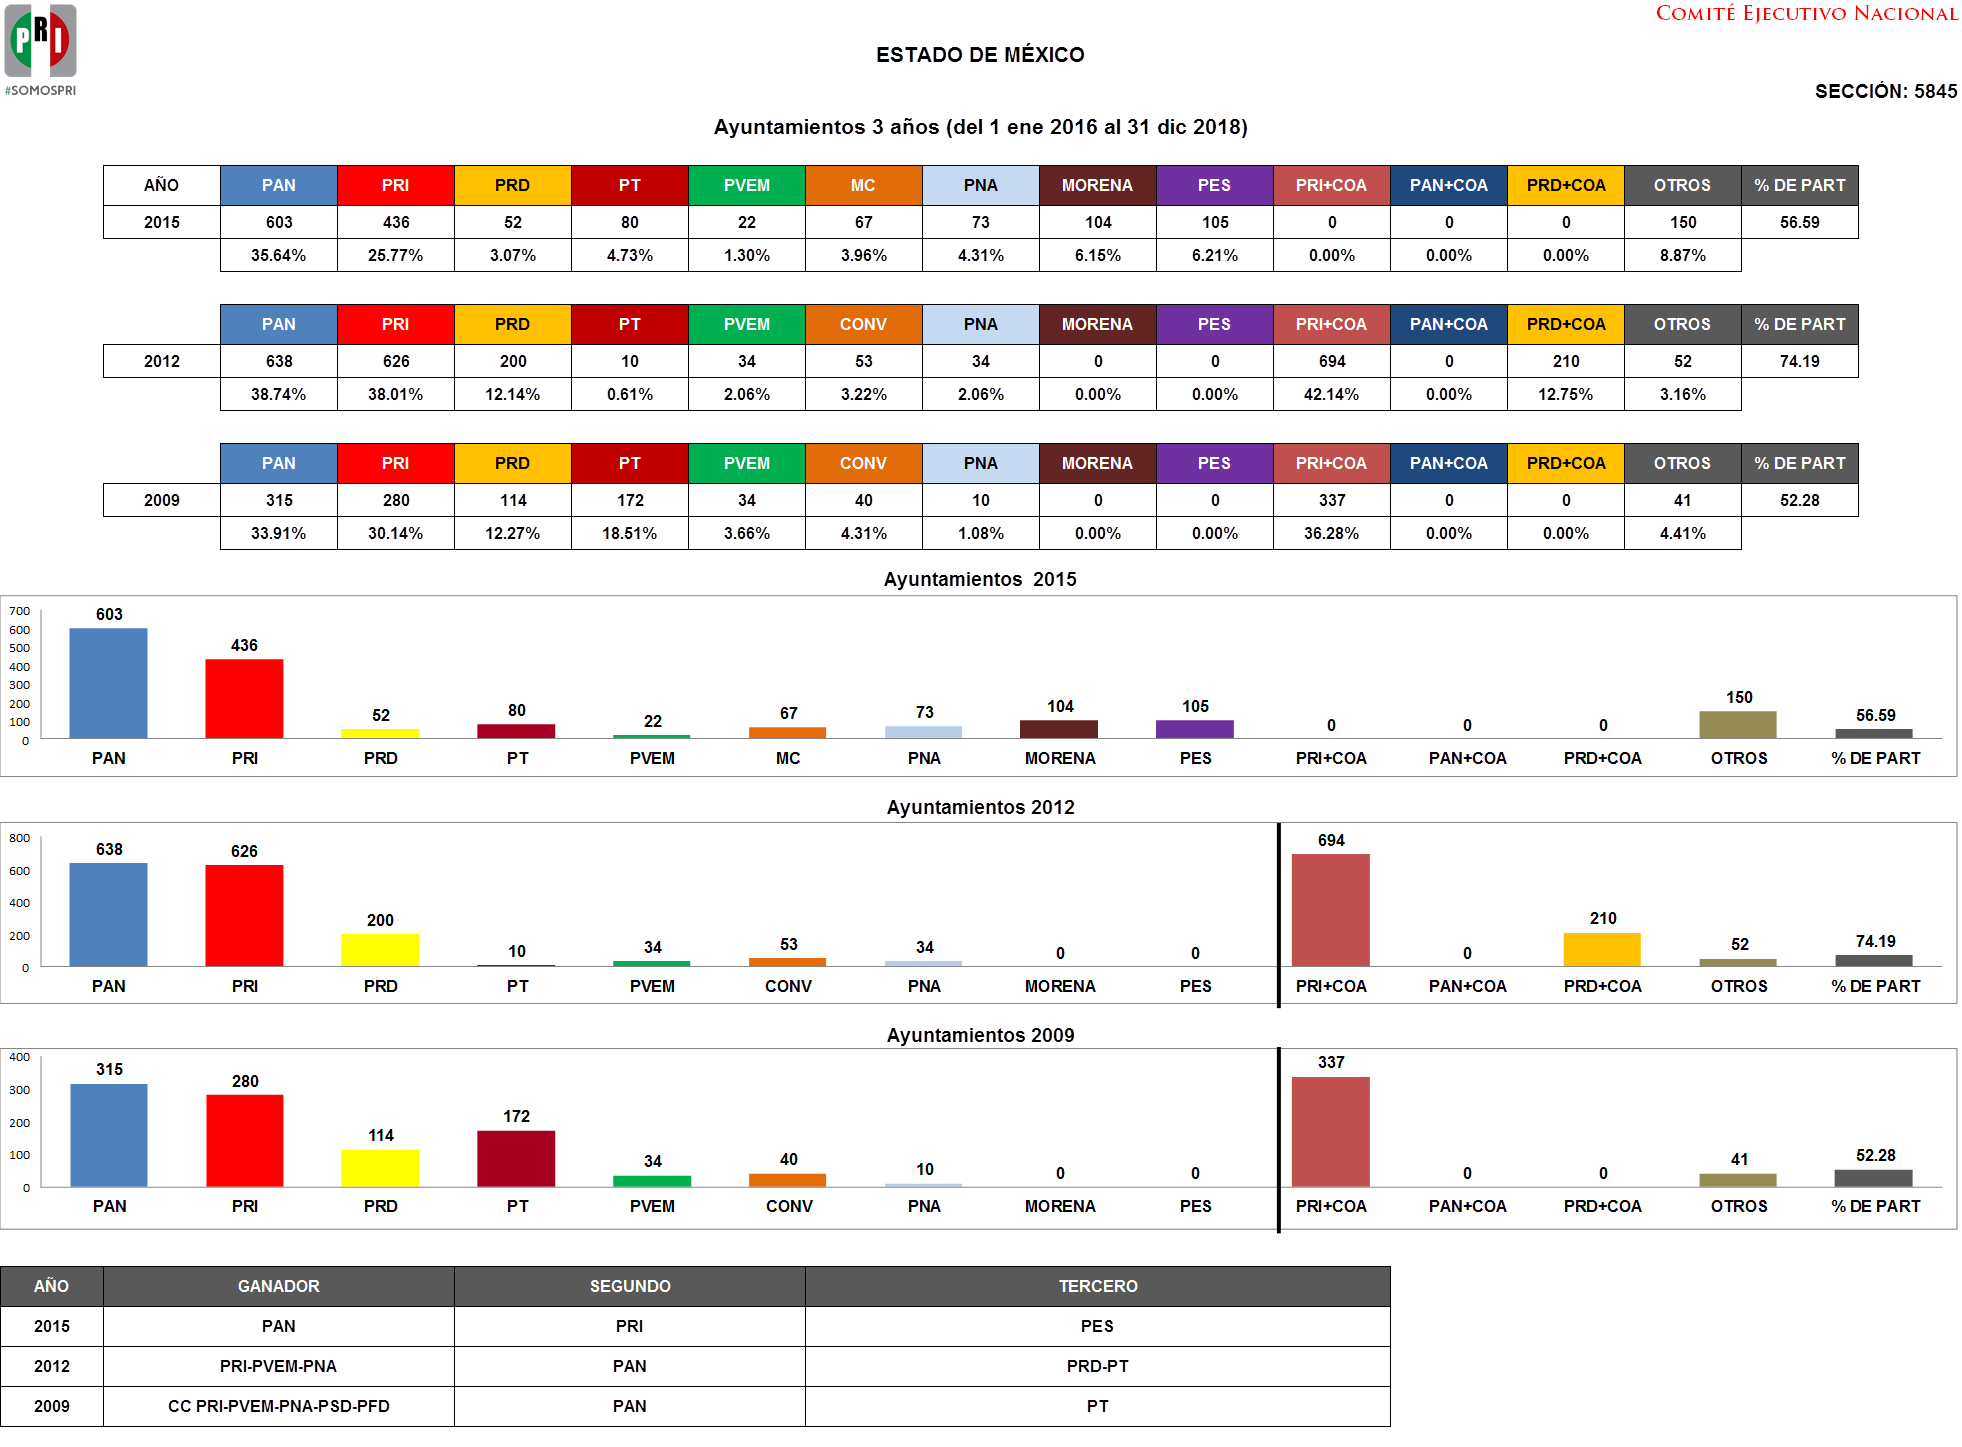 COMITÉ EJECUTIVO NACIONAL
PRI
#SOMOSPRI
ESTADO DE MÉXICO
SECCIÓN: 5845
Ayuntamientos 3 años (del 1 ene 2016 al 31 dic 2018)
AÑO PAN PRI PRD PT PVEM MC PNA MORENA PES PRI+COA PAN+COA PRD+COA OTROS % DE PART
2015 603 436 52 80 22 67 73 104 105 0 0 0 150 56.59
35.64% 25.77% 3.07% 4.73% 1.30% 3.96% 4.31% 6.15% 6.21% 0.00% 0.00% 0.00% 8.87%
PAN PRI PRD PT PVEM CONV PNA MORENA PES PRI+COA PAN+COA PRD+COA OTROS % DE PART
2012 638 626 200 10 34 53 34 0 0 694 0 210 52 74.19
38.74% 38.01% 12.14% 0.61% 2.06% 3.22% 2.06% 0.00% 0.00% 42.14% 0.00% 12.75% 3.16%
PAN PRI PRD PT PVEM CONV PNA MORENA PES PRI+COA PAN+COA PRD+COA OTROS % DE PART
2009 315 280 114 172 34 40 10 0 0 337 0 0 41 52.28
33.91% 30.14% 12.27% 18.51% 3.66% 4.31% 1.08% 0.00% 0.00% 36.28% 0.00% 0.00% 4.41%
Ayuntamientos 2015
700
600
500
400
300
200
100
0
603 436 52 80 22 67 73 104 105 0 0 0 150 56.59
PAN PRI PRD PT PVEM MC PNA MORENA PES PRI+COA PAN+COA PRD+COA OTROS % DE PART
Ayuntamientos 2012
800
600
400
200
0
638 626 200 10 34 53 34 0 0 694 0 210 52 74.19
PAN PRI PRD PT PVEM CONV PNA MORENA PES PRI+COA PAN+COA PRD+COA OTROS % DE PART
Ayuntamientos 2009
400
300
200
100
0
315 280 114 172 34 40 10 0 0 337 0 0 41 52.28
PAN PRI PRD PT PVEM CONV PNA MORENA PES PRI+COA PAN+COA PRD+COA OTROS % DE PART
AÑO GANADOR SEGUNDO TERCERO
2015 PAN PRI PES
2012 PRI-PVEM-PNA PAN PRD-PT
2009 CC PRI-PVEM-PNA-PSD-PFD PAN PT